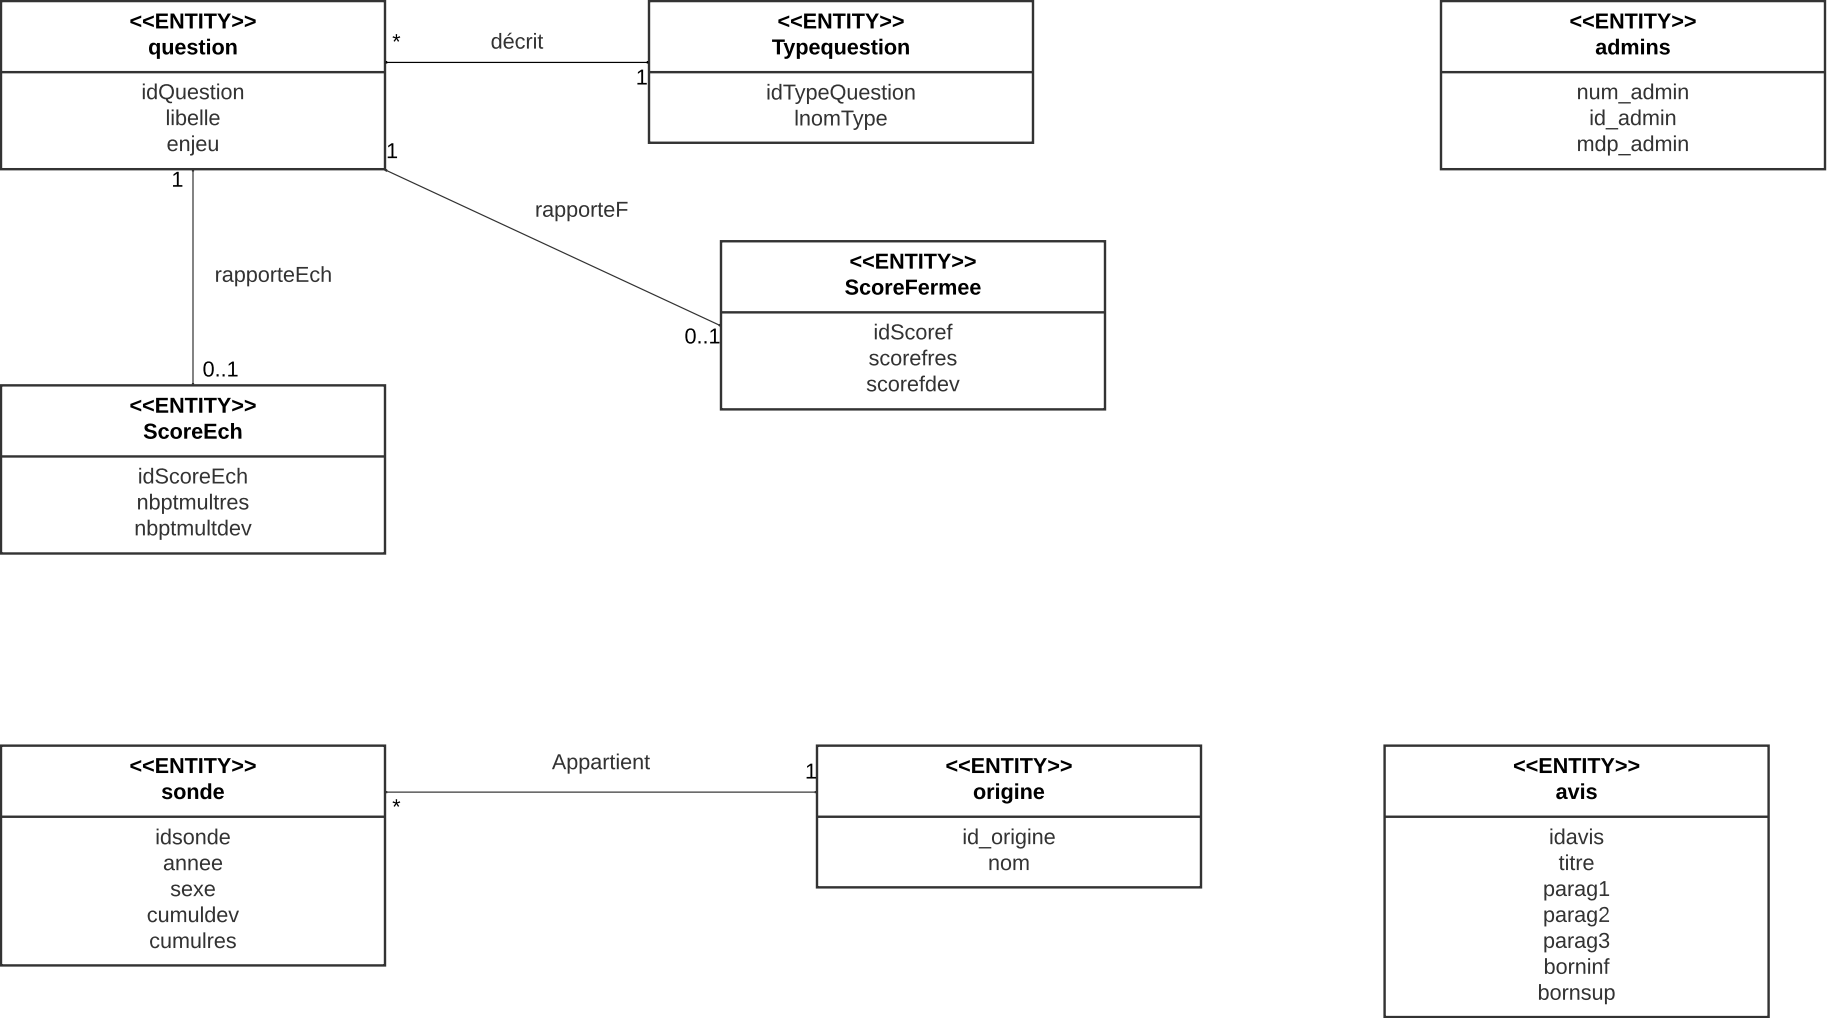 <<ENTITY>>
question
idQuestion
libelle
enjeu
*
décrit
1
<<ENTITY>>
Typequestion
idTypeQuestion
lnomType
<<ENTITY>>
admins
num_admin
id_admin
mdp_admin
1
rapporteF
0..1
<<ENTITY>>
ScoreFermee
idScoref
scorefres
scorefdev
1
rapporteEch
0..1
<<ENTITY>>
ScoreEch
idScoreEch
nbptmultres
nbptmultdev
<<ENTITY>>
sonde
idsonde
annee
sexe
cumuldev
cumulres
*
Appartient
1
<<ENTITY>>
origine
id_origine
nom
<<ENTITY>>
avis
idavis
titre
parag1
parag2
parag3
borninf
bornsup